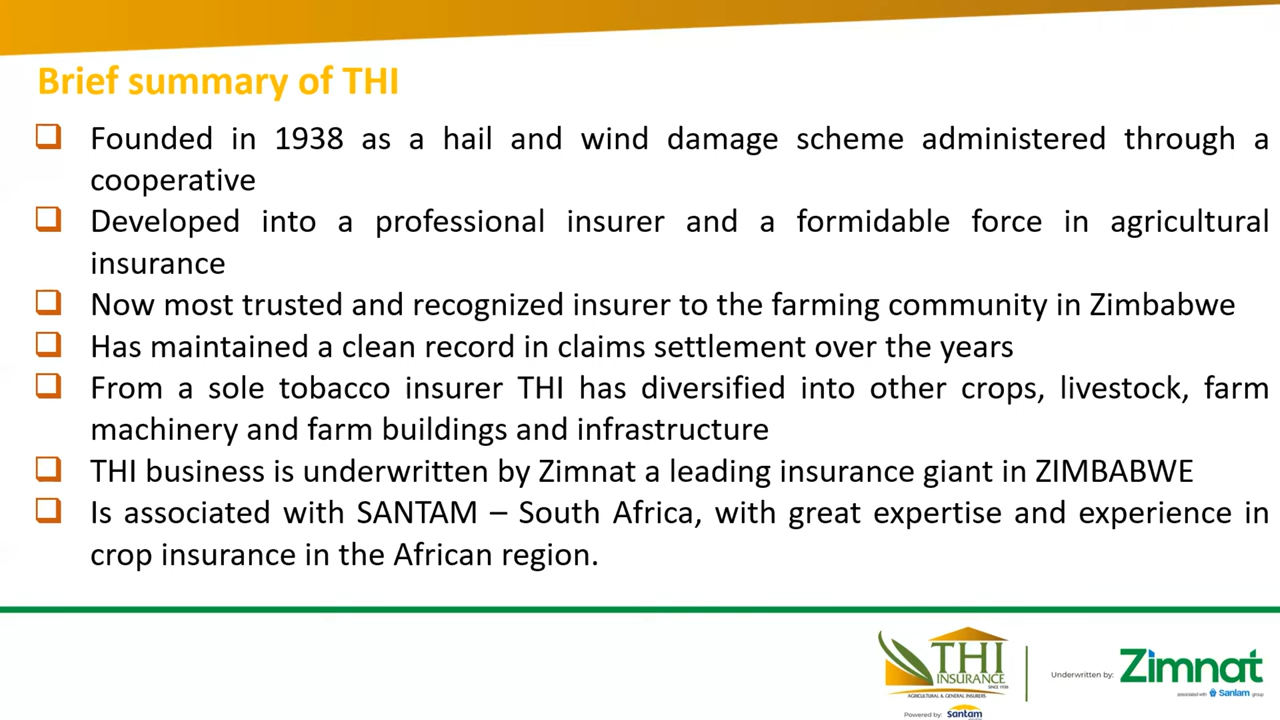 Brief summary of THI
Founded in 1938 as a hail and wind damage scheme administered through a
cooperative
Developed into a professional insurer and a formidable force in agricultural
insurance
Now most trusted and recognized insurer to the farming community in Zimbabwe
Has maintained a clean record in claims settlement over the years
From a sole tobacco insurer THI has diversified into other crops, livestock, farm
machinery and farm buildings and infrastructure
THI business is underwritten by Zimnat a leading insurance giant in ZIMBABWE
Is associated with SANTAM – South Africa, with great expertise and experience in
crop insurance in the African region.
THI
INSURANCE
AGRICULTURAL & GENERAL INSURERS
Powered by: Santam
Underwritten by: Zimnat
associated with Sanlam group